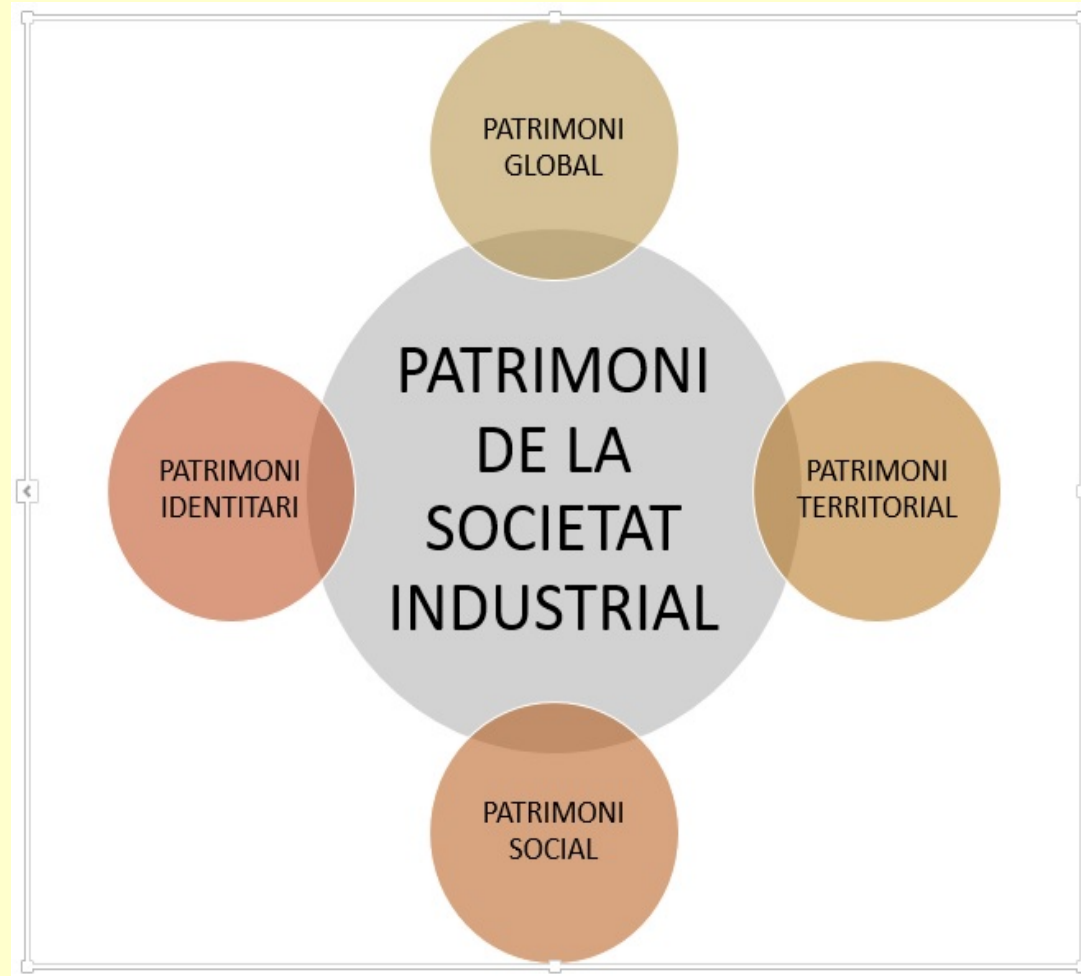 PATRIMONI
GLOBAL
PATRIMONI
IDENTITARI
PATRIMONI
DE LA
SOCIETAT
INDUSTRIAL
PATRIMONI
TERRITORIAL
PATRIMONI
SOCIAL